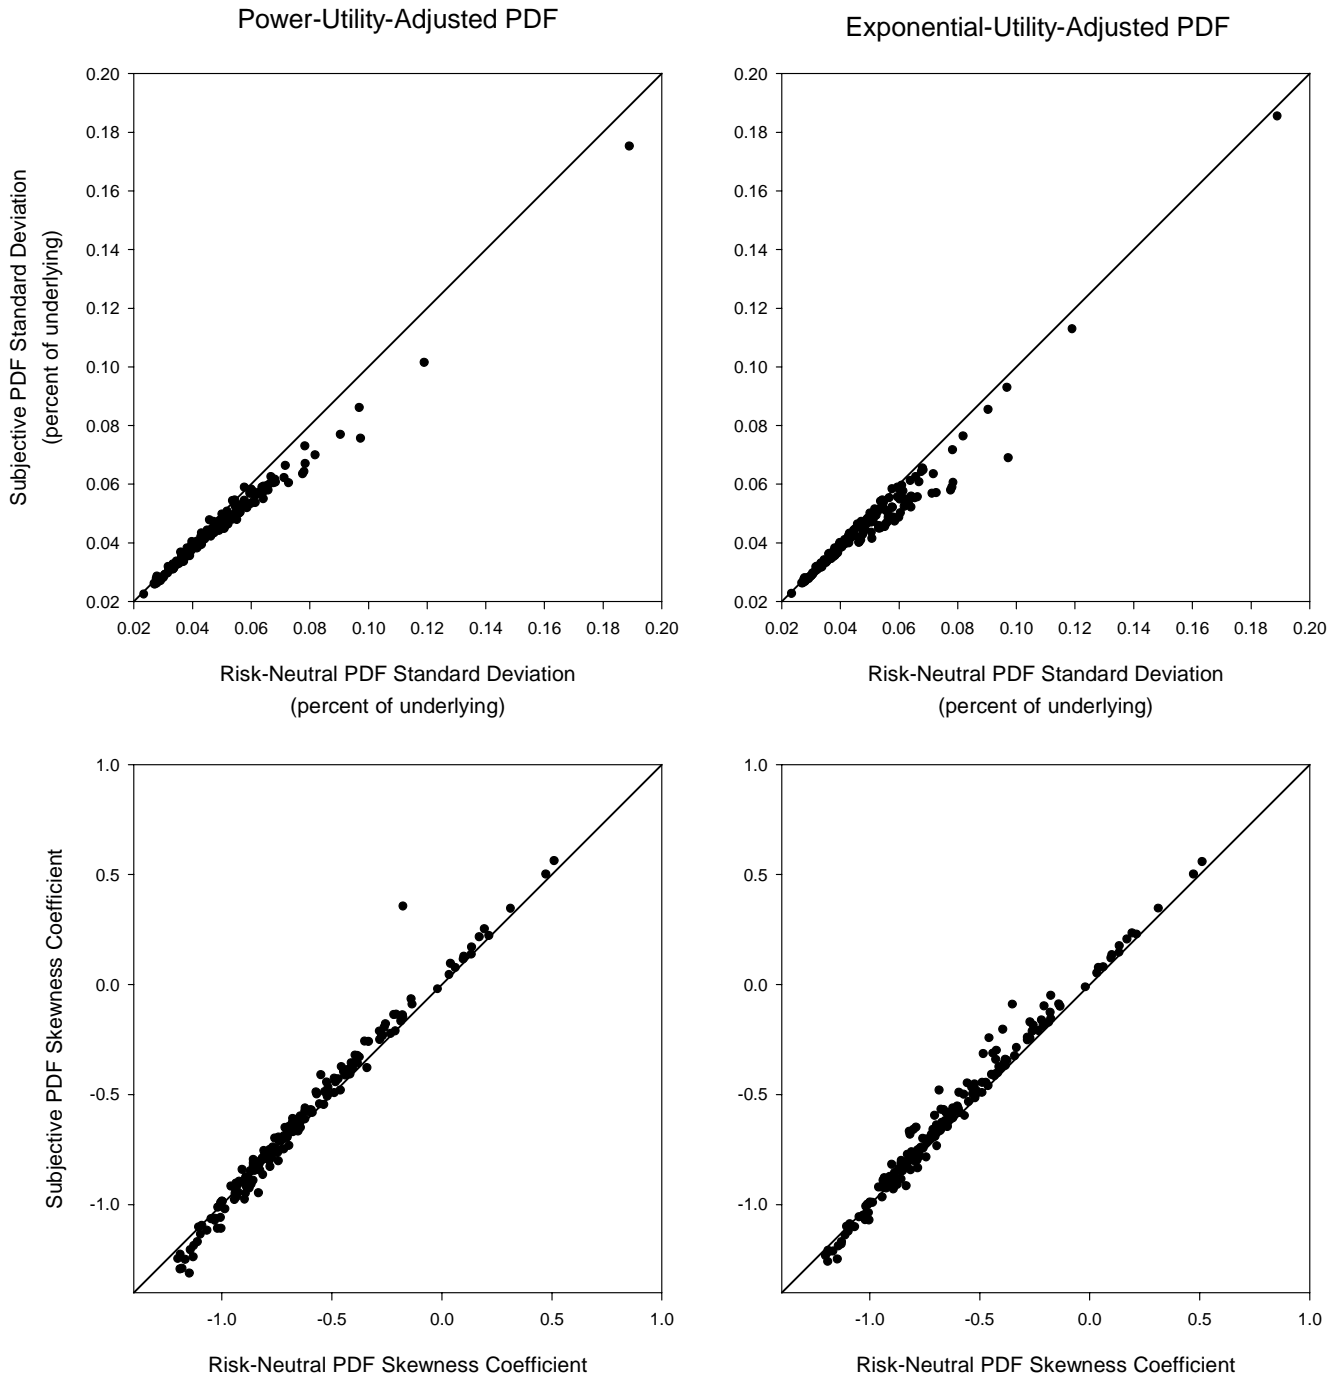 Power-Utility-Adjusted PDF
Exponential-Utility-Adjusted PDF
Subjective PDF Standard Deviation
(percent of underlying)
0.20
0.18
0.16
0.14
0.12
0.10
0.08
0.06
0.04
0.02
0.02 0.04 0.06 0.08 0.10 0.12 0.14 0.16 0.18 0.20
Risk-Neutral PDF Standard Deviation
(percent of underlying)
0.20
0.18
0.16
0.14
0.12
0.10
0.08
0.06
0.04
0.02
0.02 0.04 0.06 0.08 0.10 0.12 0.14 0.16 0.18 0.20
Risk-Neutral PDF Standard Deviation
(percent of underlying)
Subjective PDF Skewness Coefficient
1.0
0.5
0.0
-0.5
-1.0
-1.0 -0.5 0.0 0.5 1.0
Risk-Neutral PDF Skewness Coefficient
1.0
0.5
0.0
-0.5
-1.0
-1.0 -0.5 0.0 0.5 1.0
Risk-Neutral PDF Skewness Coefficient